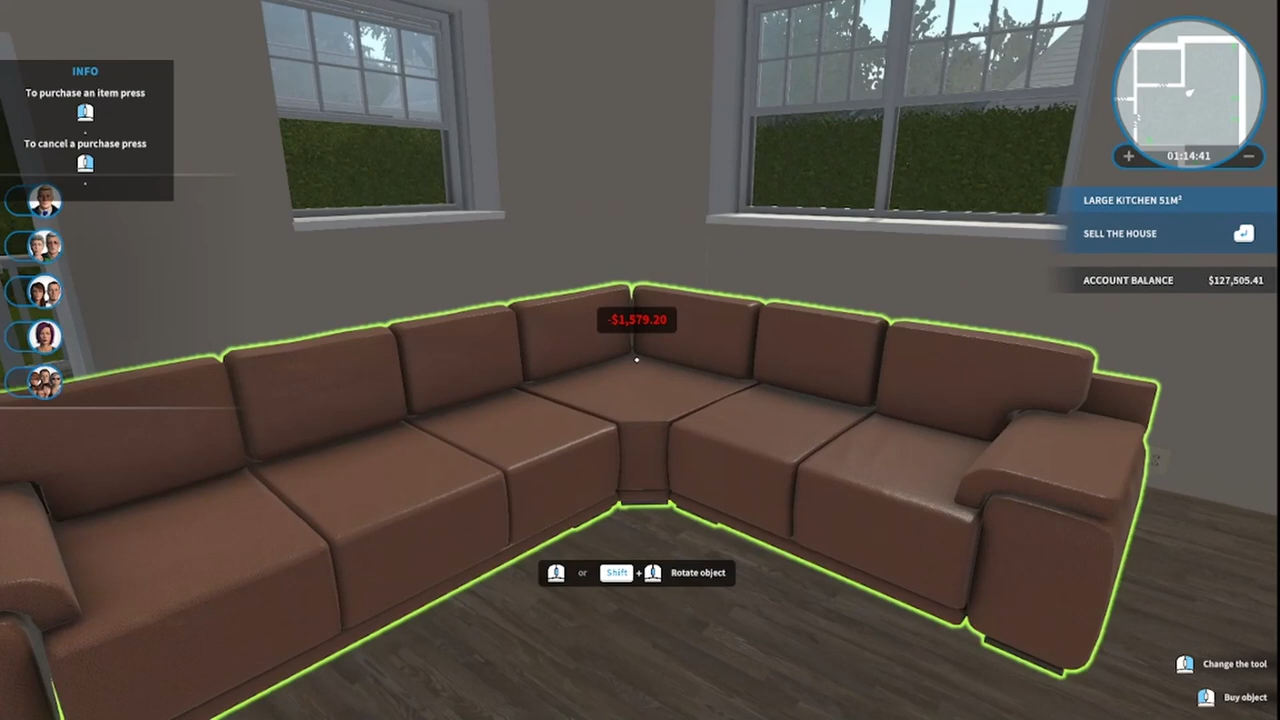 INFO
To purchase an item press
.
To cancel a purchase press
.
01:14:41
LARGE KITCHEN 51M²
SELL THE HOUSE
ACCOUNT BALANCE $127,505.41
-$1,579.20
or Shift + Rotate object
Change the tool
Buy object